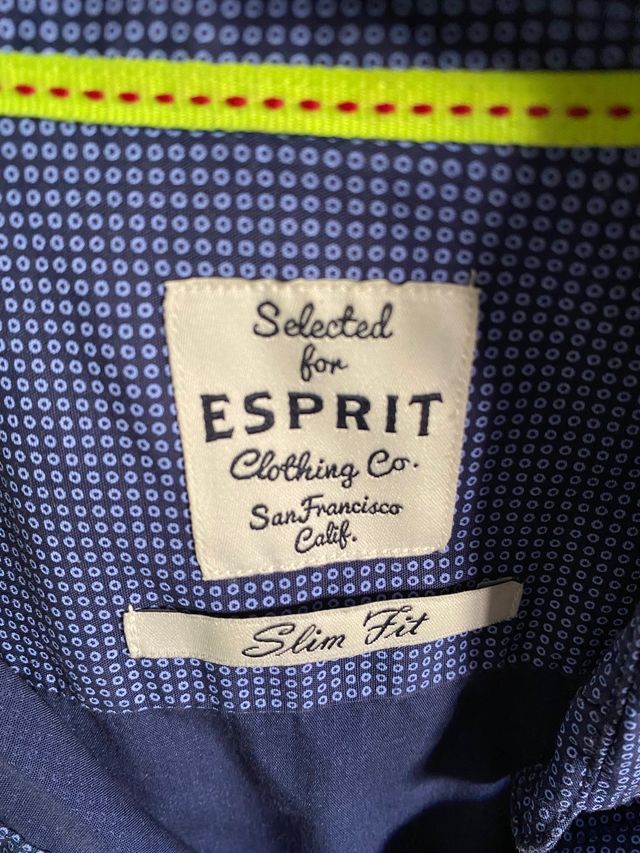 Selected
for
ESPRIT
Clothing Co.
San Francisco
Calif.
Slim Fit